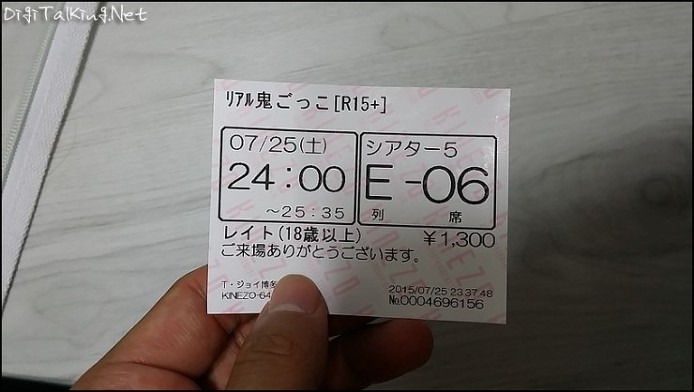 DigiTalKing.Net
ﾘｱﾙ鬼ごっこ[R15+]
07/25(土)
24:00
～25:35
シアター5
E-06
列 席
レイト(18歳以上) ￥1,300
ご来場ありがとうございます。
T・ジョイ博多
KINEZO-64
2015/07/25 23:37:48
№0004696156